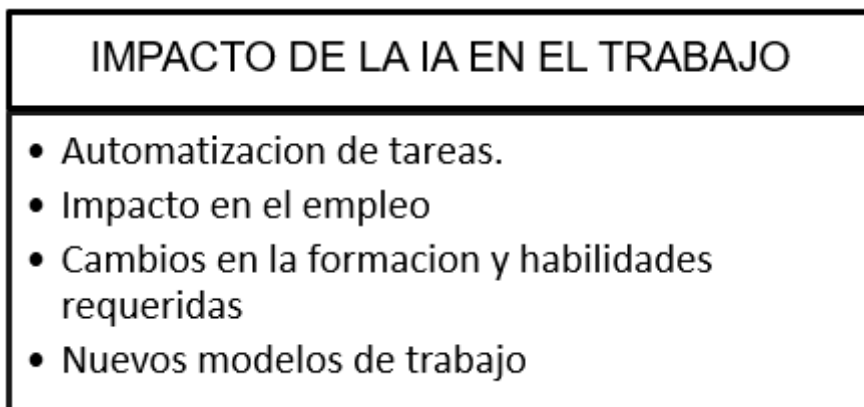 IMPACTO DE LA IA EN EL TRABAJO
• Automatizacion de tareas.
• Impacto en el empleo
• Cambios en la formacion y habilidades
requeridas
• Nuevos modelos de trabajo